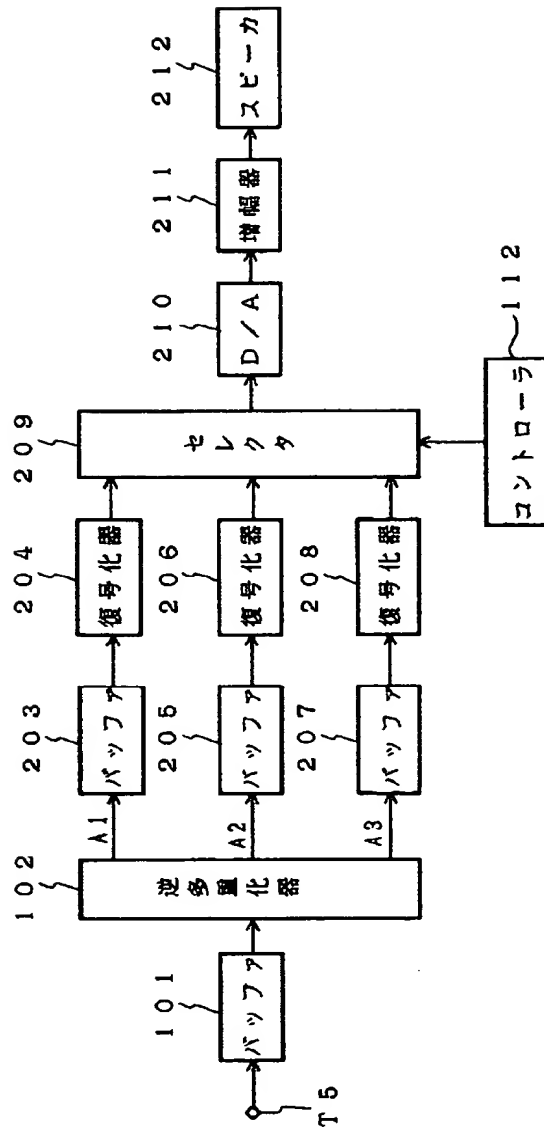 T5
101
バッファ
102
逆多量化器
A1
A2
A3
203
バッファ
205
バッファ
207
バッファ
204
復号化器
206
復号化器
208
復号化器
209
セレクタ
112
コントローラ
210
D/A
211
増幅器
212
スピーカ